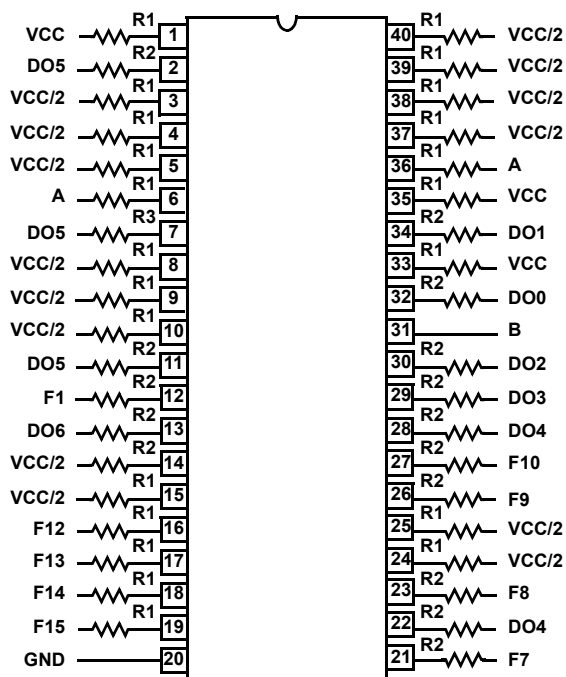 VCC R1 1 40 R1 VCC/2
DO5 R2 2 39 R1 VCC/2
VCC/2 R1 3 38 R1 VCC/2
VCC/2 R1 4 37 R1 VCC/2
VCC/2 R1 5 36 R1 A
A R1 6 35 R1 VCC
DO5 R3 7 34 R2 DO1
VCC/2 R1 8 33 R1 VCC
VCC/2 R1 9 32 R2 DO0
VCC/2 R1 10 31 B
DO5 R2 11 30 R2 DO2
F1 R2 12 29 R2 DO3
DO6 R2 13 28 R2 DO4
VCC/2 R2 14 27 R2 F10
VCC/2 R1 15 26 R2 F9
F12 R1 16 25 R1 VCC/2
F13 R1 17 24 R1 VCC/2
F14 R1 18 23 R2 F8
F15 R1 19 22 R2 DO4
GND 20 21 R2 F7